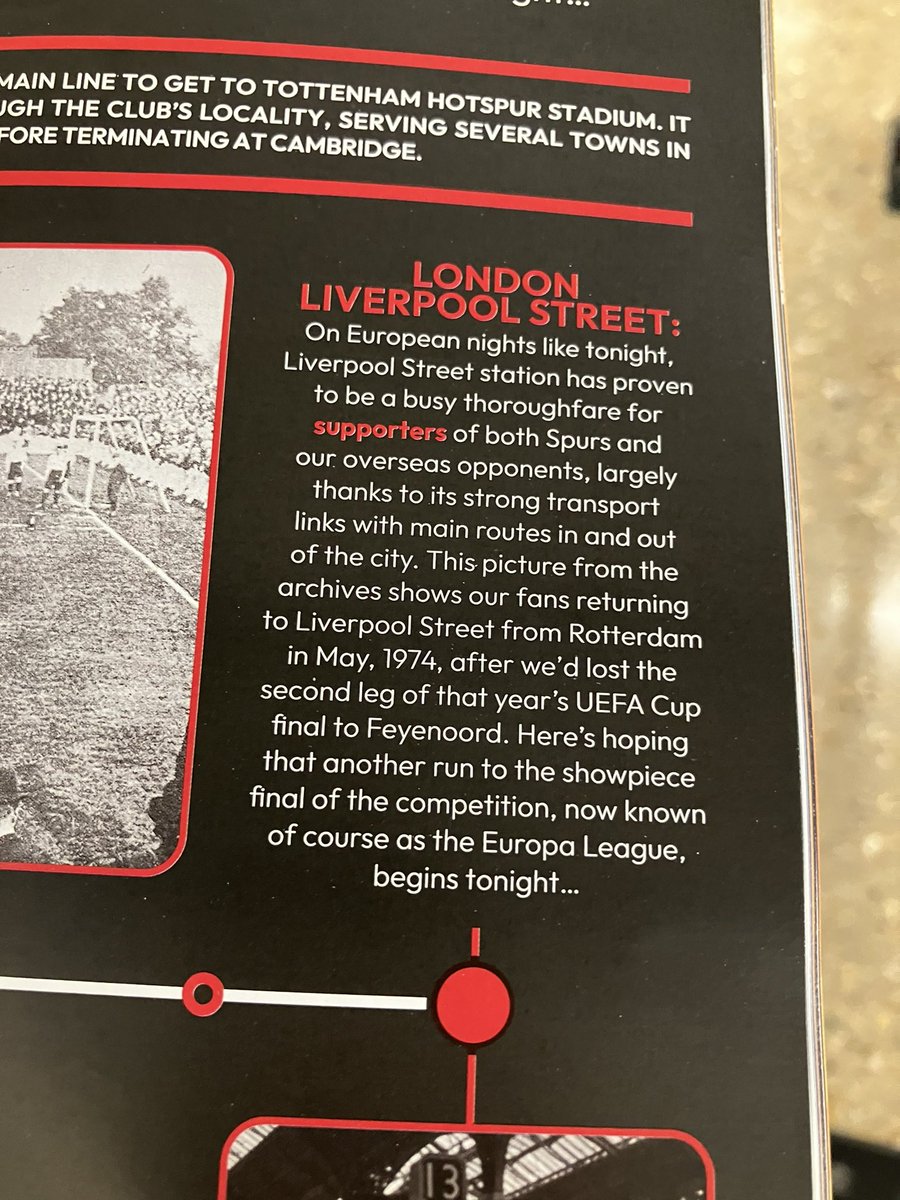 MAIN LINE TO GET TO TOTTENHAM HOTSPUR STADIUM. IT
THE CLUB'S LOCALITY, SERVING SEVERAL TOWNS IN
TERMINATING AT CAMBRIDGE.
LONDON
LIVERPOOL STREET:
On European nights like tonight,
Liverpool Street station has proven
to be a busy thoroughfare for
supporters of both Spurs and
our overseas opponents, largely
thanks to its strong transport
links with main routes in and out
of the city. This picture from the
archives shows our fans returning
to Liverpool Street from Rotterdam
in May, 1974, after we'd lost the
second leg of that year's UEFA Cup
final to Feyenoord. Here's hoping
that another run to the showpiece
final of the competition, now known
of course as the Europa League,
begins tonight...
13